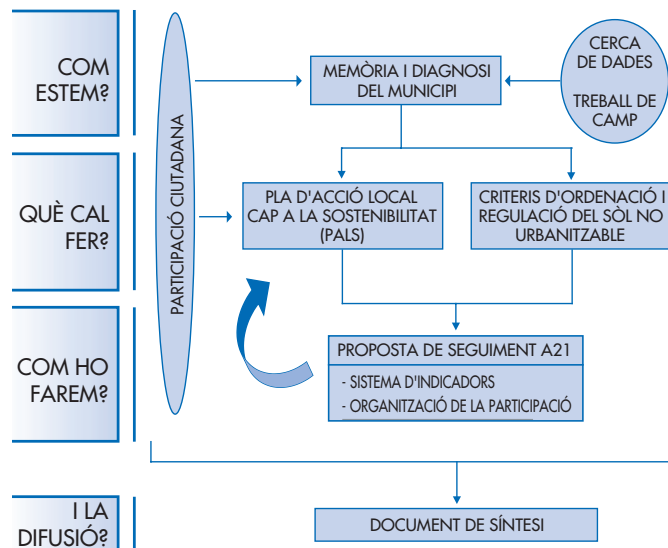 COM
ESTEM?
PARTICIPACIÓ CIUTADANA
MEMÒRIA I DIAGNOSI
DEL MUNICIPI
CERCA
DE DADES
TREBALL DE
CAMP
QUÈ CAL
FER?
PLA D'ACCIÓ LOCAL
CAP A LA SOSTENIBILITAT
(PALS)
CRITERIS D'ORDENACIÓ I
REGULACIÓ DEL SÒL NO
URBANITZABLE
COM HO
FAREM?
PROPOSTA DE SEGUIMENT A21
- SISTEMA D'INDICADORS
- ORGANITZACIÓ DE LA PARTICIPACIÓ
I LA
DIFUSIÓ?
DOCUMENT DE SÍNTESI